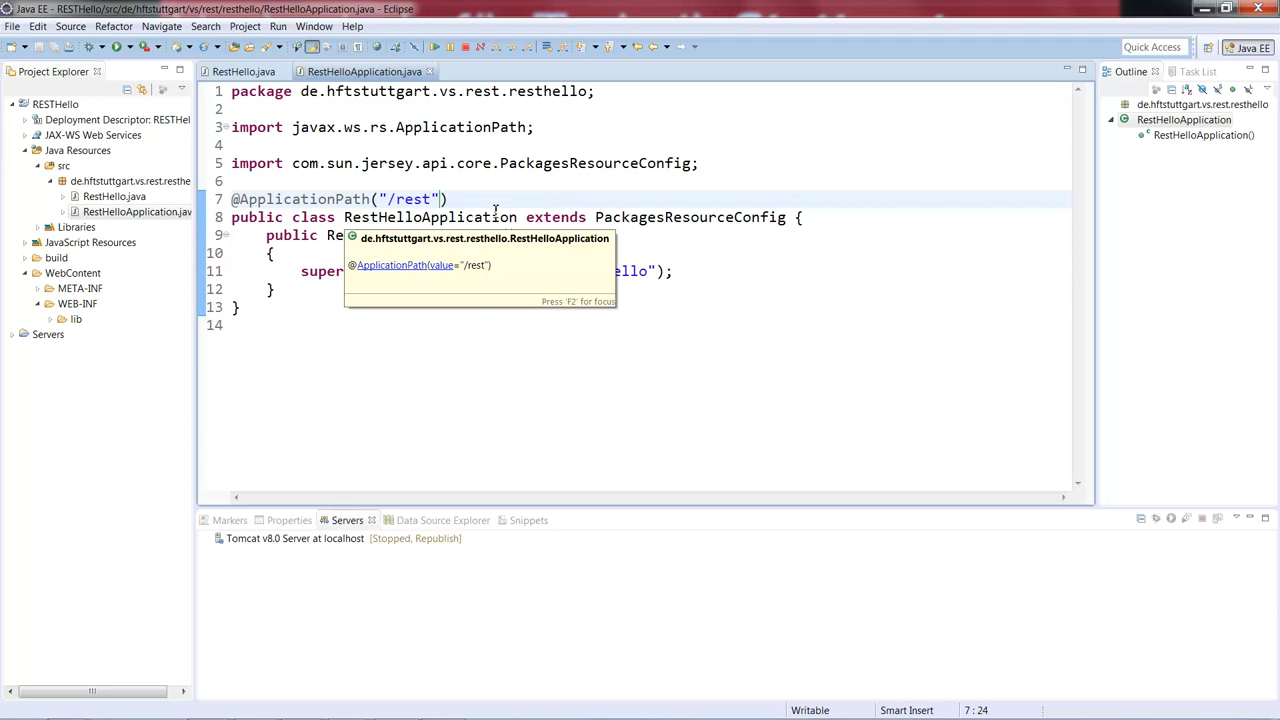 Java EE - RESTHello/src/de/hftstuttgart/vs/rest/resthello/RestHelloApplication.java - Eclipse
File Edit Source Refactor Navigate Search Project Run Window Help
Quick Access
Java EE
Project Explorer
RESTHello
Deployment Descriptor: RESTHel
JAX-WS Web Services
Java Resources
src
de.hftstuttgart.vs.rest.resthe
RestHello.java
RestHelloApplication.jav
Libraries
JavaScript Resources
build
WebContent
META-INF
WEB-INF
lib
Servers
RestHello.java RestHelloApplication.java
1 package de.hftstuttgart.vs.rest.resthello;
2
3 import javax.ws.rs.ApplicationPath;
4
5 import com.sun.jersey.api.core.PackagesResourceConfig;
6
7 @ApplicationPath("/rest")
8 public class RestHelloApplication extends PackagesResourceConfig {
9 public Re
10 {
11 super ello");
12 }
13 }
14
de.hftstuttgart.vs.rest.resthello.RestHelloApplication
@ApplicationPath(value="/rest")
Press 'F2' for focus
Outline Task List
de.hftstuttgart.vs.rest.resthello
RestHelloApplication
RestHelloApplication()
Markers Properties Servers Data Source Explorer Snippets
Tomcat v8.0 Server at localhost [Stopped, Republish]
Writable Smart Insert 7 : 24